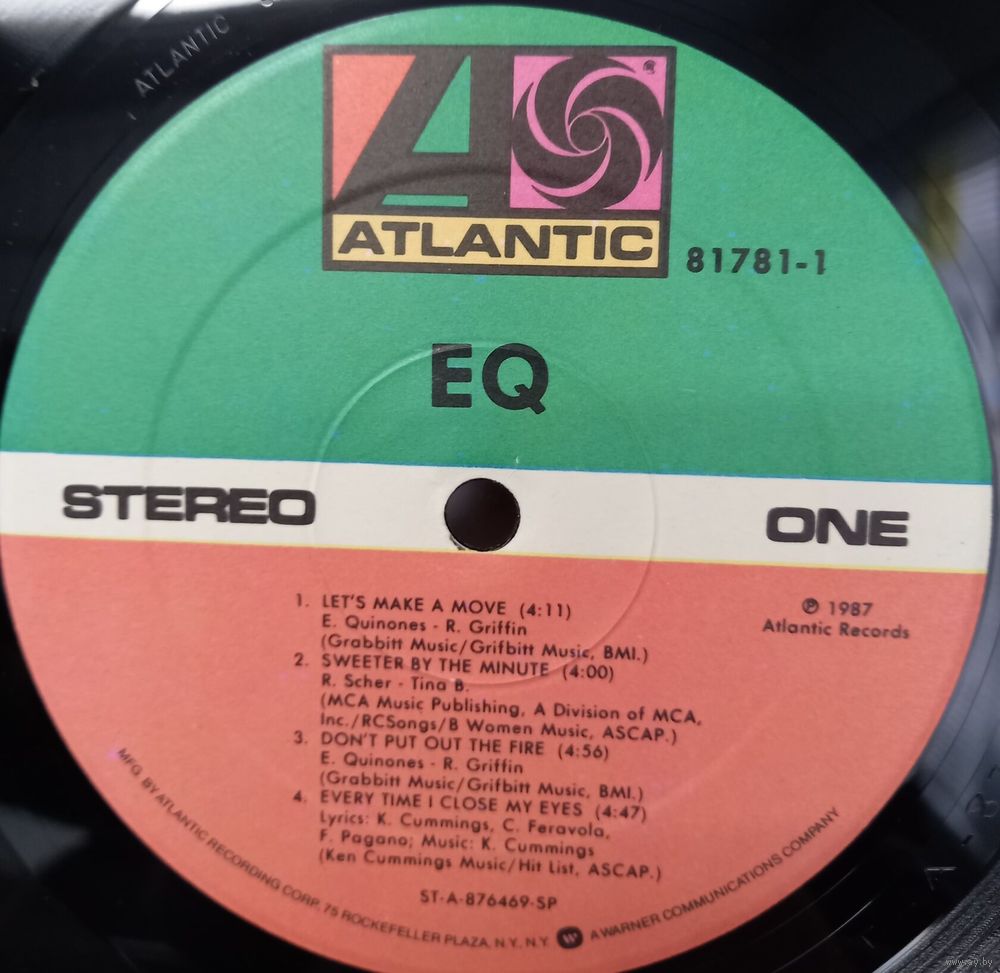 ATLANTIC
®
ATLANTIC
81781-1
EQ
STEREO
ONE
1. LET'S MAKE A MOVE (4:11)
E. Quinones - R. Griffin
(Grabbitt Music/Grifbitt Music, BMI.)
2. SWEETER BY THE MINUTE (4:00)
R. Scher - Tina B.
(MCA Music Publishing, A Division of MCA,
Inc./RCSongs/B Women Music, ASCAP.)
3. DON'T PUT OUT THE FIRE (4:56)
E. Quinones - R. Griffin
(Grabbitt Music/Grifbitt Music, BMI.)
4. EVERY TIME I CLOSE MY EYES (4:47)
Lyrics: K. Cummings, C. Feravola,
F. Pagano; Music: K. Cummings
(Ken Cummings Music/Hit List, ASCAP.)
℗ 1987
Atlantic Records
ST-A-876469-SP
MFG. BY ATLANTIC RECORDING CORP. 75 ROCKEFELLER PLAZA, N.Y. N.Y. W A WARNER COMMUNICATIONS COMPANY